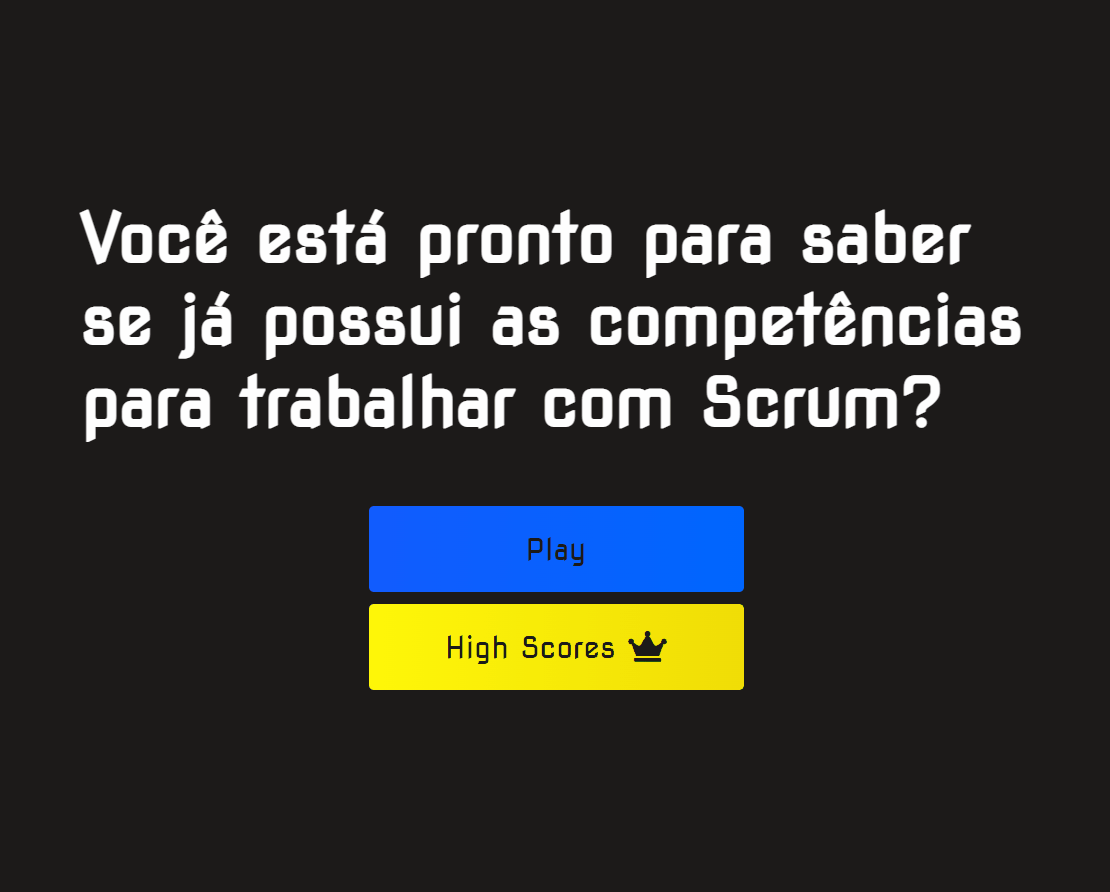 Você está pronto para saber
se já possui as competências
para trabalhar com Scrum?
Play
High Scores